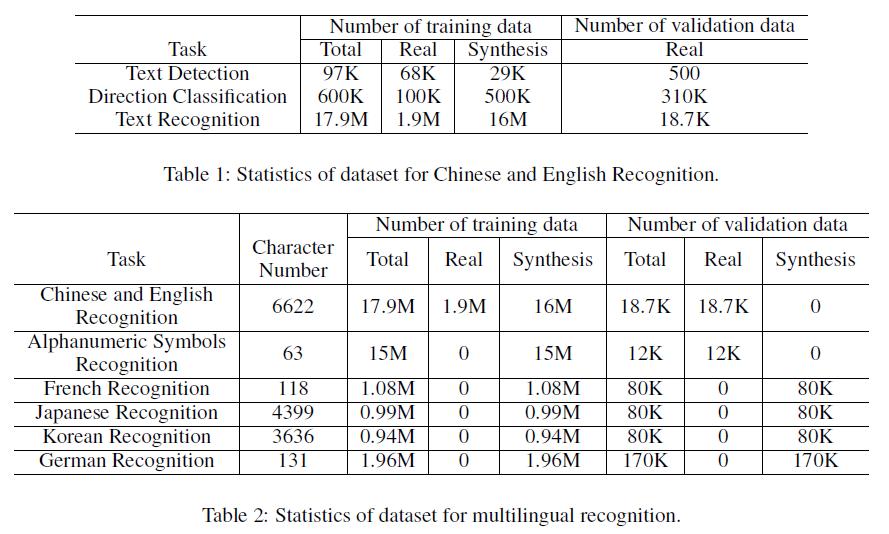 Number of training data Number of validation data
Task Total Real Synthesis Real
Text Detection 97K 68K 29K 500
Direction Classification 600K 100K 500K 310K
Text Recognition 17.9M 1.9M 16M 18.7K
Table 1: Statistics of dataset for Chinese and English Recognition.
Number of training data Number of validation data
Task Character Number Total Real Synthesis Total Real Synthesis
Chinese and English Recognition 6622 17.9M 1.9M 16M 18.7K 18.7K 0
Alphanumeric Symbols Recognition 63 15M 0 15M 12K 12K 0
French Recognition 118 1.08M 0 1.08M 80K 0 80K
Japanese Recognition 4399 0.99M 0 0.99M 80K 0 80K
Korean Recognition 3636 0.94M 0 0.94M 80K 0 80K
German Recognition 131 1.96M 0 1.96M 170K 0 170K
Table 2: Statistics of dataset for multilingual recognition.